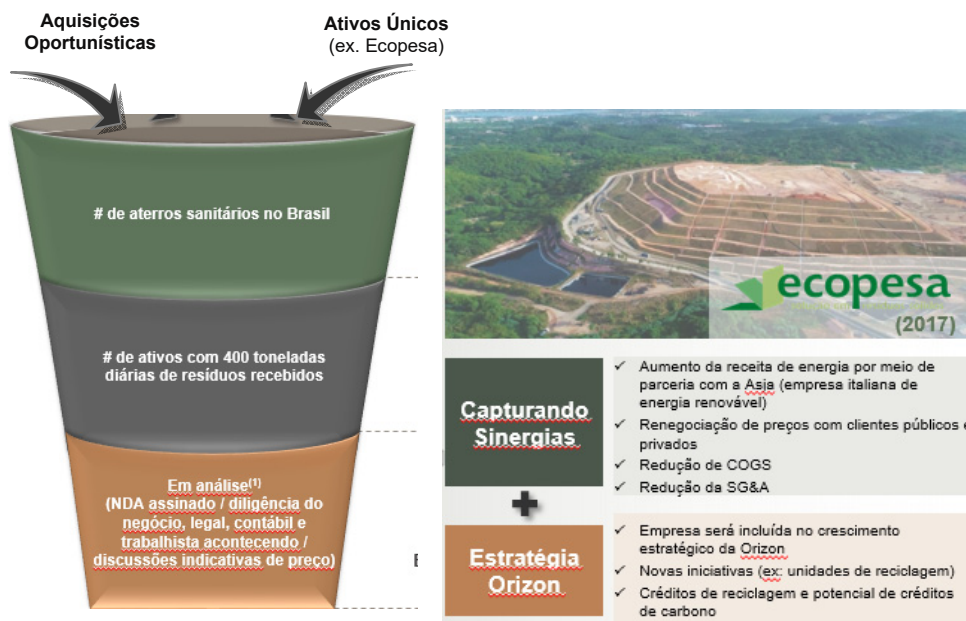 Aquisições
Oportunísticas
Ativos Únicos
(ex. Ecopesa)
# de aterros sanitários no Brasil
# de ativos com 400 toneladas
diárias de resíduos recebidos
Em análise(1)
(NDA assinado / diligência do
negócio, legal, contábil e
trabalhista acontecendo /
discussões indicativas de preço)
E
ecopesa
(2017)
Capturando
Sinergias
✓ Aumento da receita de energia por meio de
parceria com a Asja (empresa italiana de
energia renovável)
✓ Renegociação de preços com clientes públicos e
privados
✓ Redução de COGS
✓ Redução da SG&A
+
Estratégia
Orizon
✓ Empresa será incluída no crescimento
estratégico da Orizon
✓ Novas iniciativas (ex: unidades de reciclagem)
✓ Créditos de reciclagem e potencial de créditos
de carbono